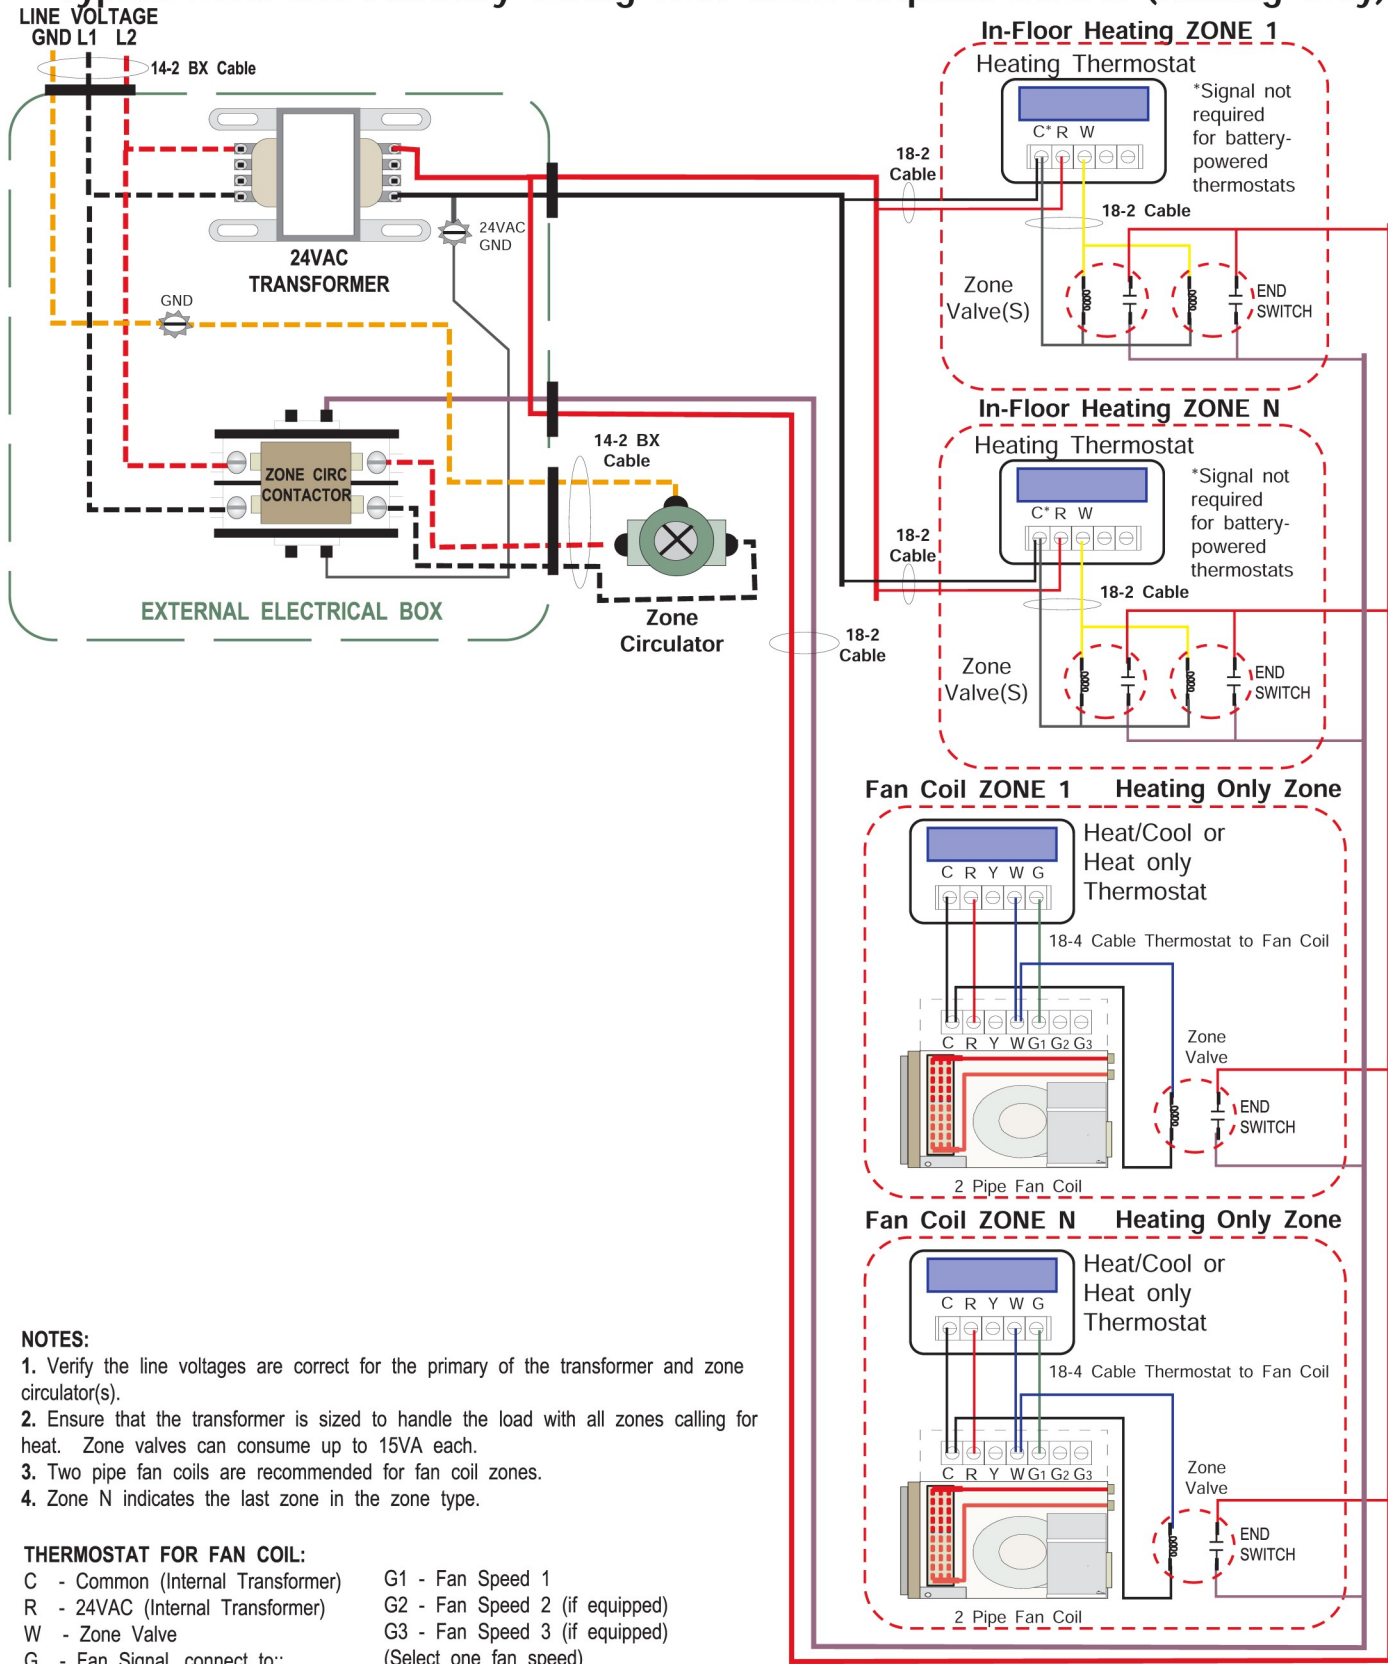 LINE VOLTAGE
GND L1 L2
14-2 BX Cable
24VAC
TRANSFORMER
24VAC
GND
GND
ZONE CIRC
CONTACTOR
EXTERNAL ELECTRICAL BOX
14-2 BX
Cable
Zone
Circulator
18-2
Cable
18-2
Cable
18-2
Cable
In-Floor Heating ZONE 1
Heating Thermostat
C* R W
*Signal not
required
for battery-
powered
thermostats
18-2 Cable
Zone
Valve(S)
END
SWITCH
In-Floor Heating ZONE N
Heating Thermostat
C* R W
*Signal not
required
for battery-
powered
thermostats
18-2 Cable
Zone
Valve(S)
END
SWITCH
Fan Coil ZONE 1 Heating Only Zone
C R Y W G
Heat/Cool or
Heat only
Thermostat
18-4 Cable Thermostat to Fan Coil
C R Y W G1 G2 G3
Zone
Valve
END
SWITCH
2 Pipe Fan Coil
Fan Coil ZONE N Heating Only Zone
C R Y W G
Heat/Cool or
Heat only
Thermostat
18-4 Cable Thermostat to Fan Coil
C R Y W G1 G2 G3
Zone
Valve
END
SWITCH
2 Pipe Fan Coil
NOTES:
1. Verify the line voltages are correct for the primary of the transformer and zone
circulator(s).
2. Ensure that the transformer is sized to handle the load with all zones calling for
heat. Zone valves can consume up to 15VA each.
3. Two pipe fan coils are recommended for fan coil zones.
4. Zone N indicates the last zone in the zone type.
THERMOSTAT FOR FAN COIL:
C - Common (Internal Transformer)
R - 24VAC (Internal Transformer)
W - Zone Valve
G - Fan Signal, connect to::
G1 - Fan Speed 1
G2 - Fan Speed 2 (if equipped)
G3 - Fan Speed 3 (if equipped)
(Select one fan speed)